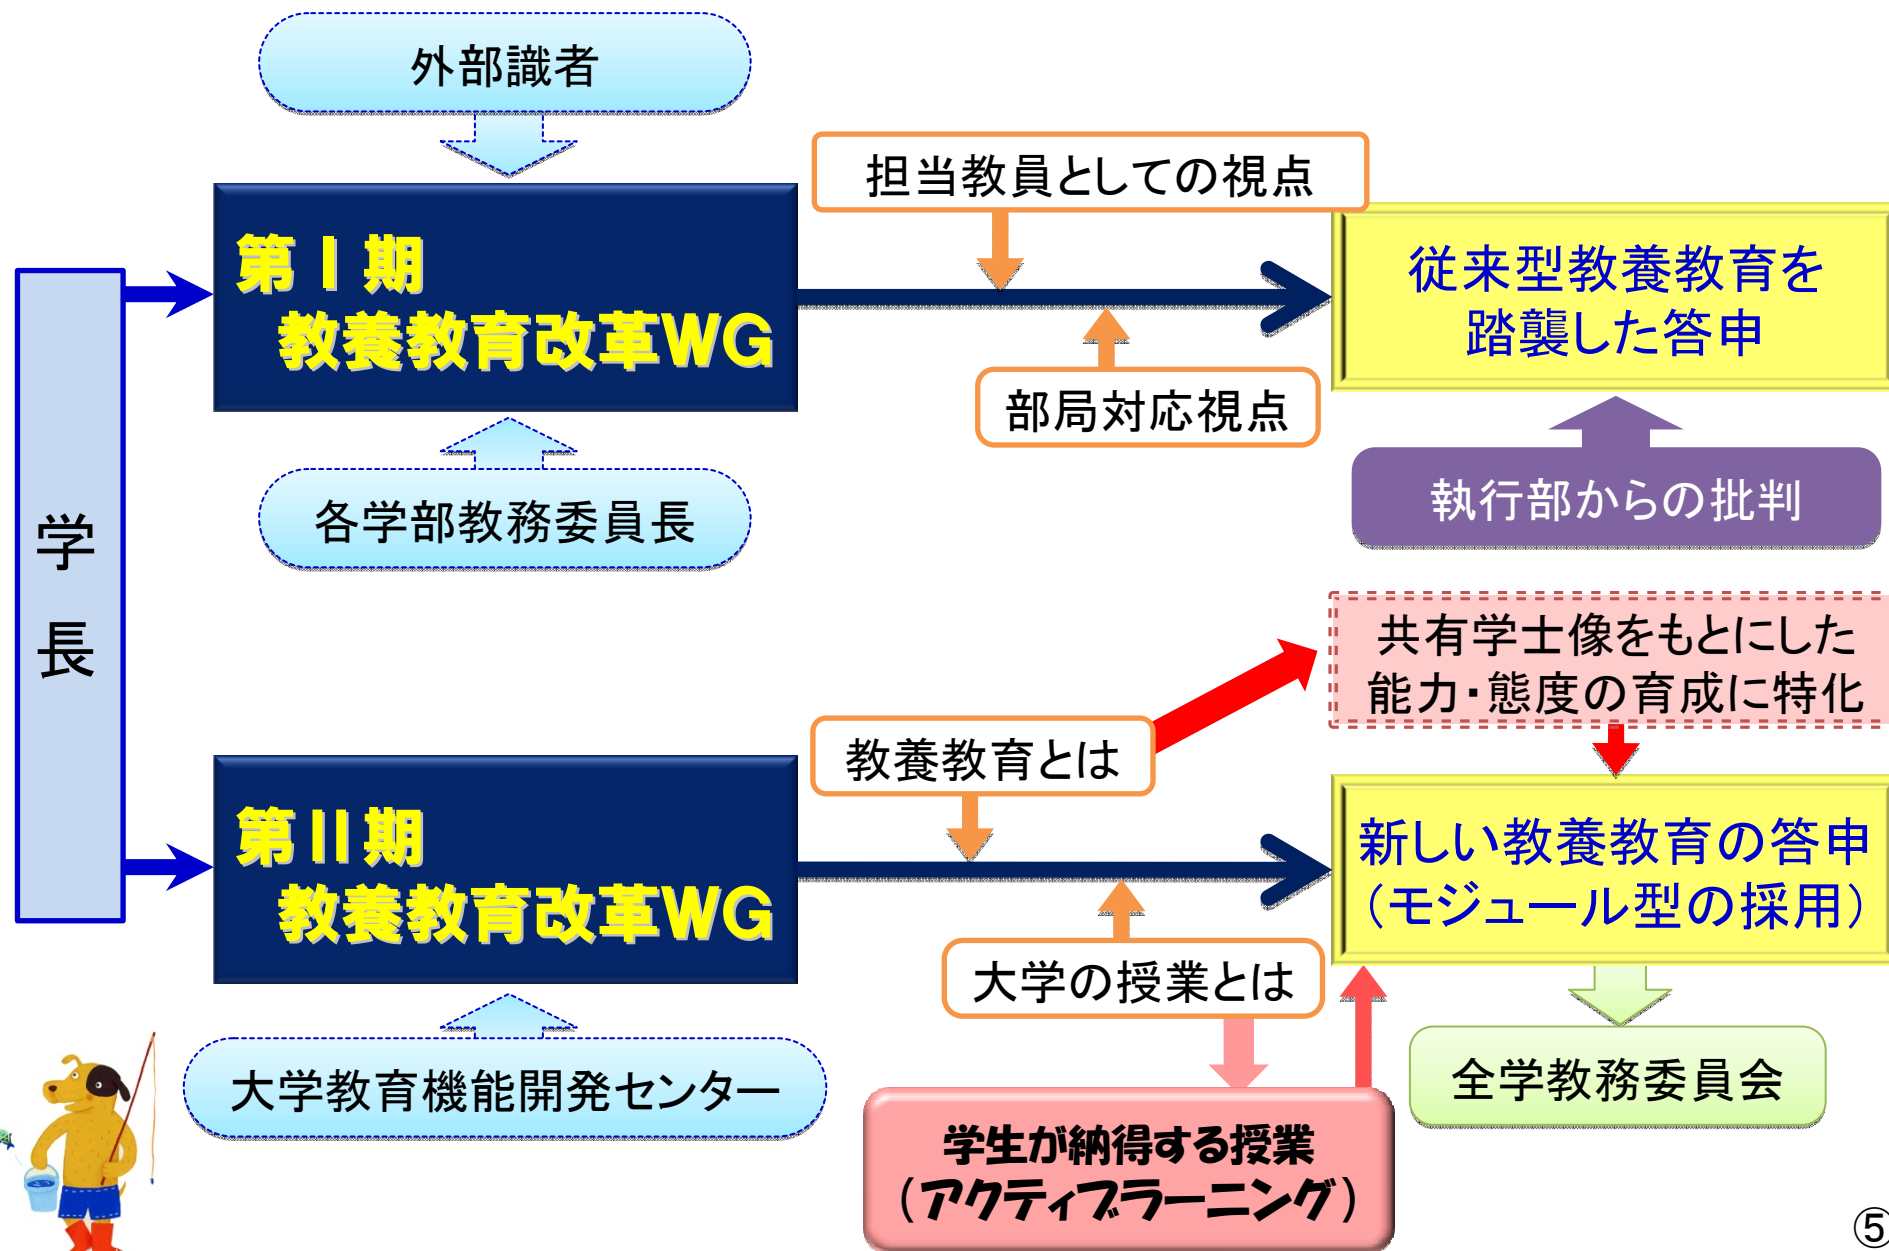 外部識者
担当教員としての視点
第Ⅰ期
教養教育改革WG
従来型教養教育を
踏襲した答申
部局対応視点
各学部教務委員長
執行部からの批判
学
長
共有学士像をもとにした
能力・態度の育成に特化
教養教育とは
第Ⅱ期
教養教育改革WG
新しい教養教育の答申
（モジュール型の採用）
大学の授業とは
大学教育機能開発センター
全学教務委員会
学生が納得する授業
（アクティブラーニング）
⑤